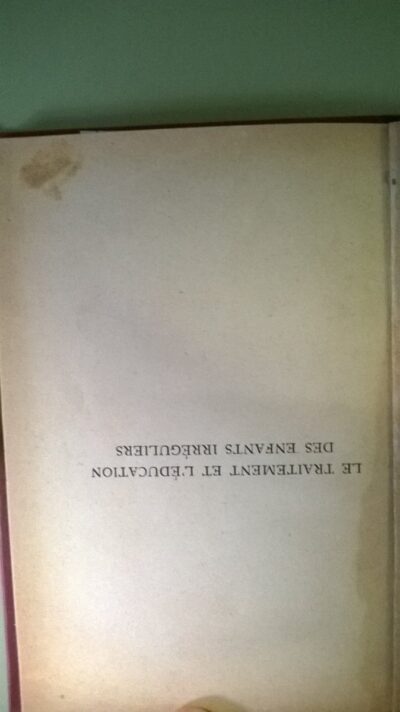 LE TRAITEMENT ET L'ÉDUCATION
DES ENFANTS IRRÉGULIERS